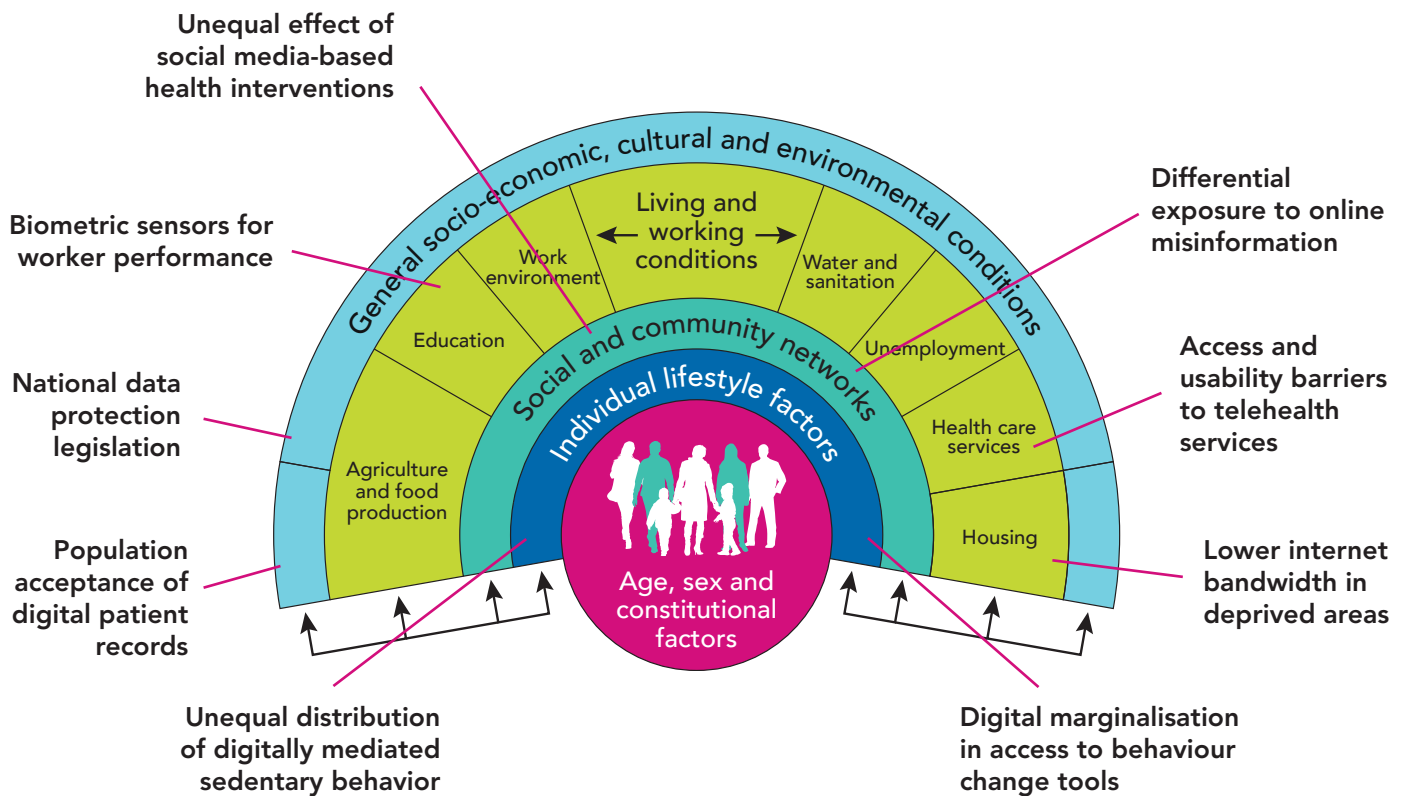 Unequal effect of
social media-based
health interventions
Biometric sensors for
worker performance
National data
protection
legislation
Population
acceptance of
digital patient
records
Unequal distribution
of digitally mediated
sedentary behavior
General socio-economic, cultural and environmental conditions
Living and
working
conditions
Agriculture
and food
production
Education
Work
environment
Water and
sanitation
Unemployment
Health care
services
Housing
Social and community networks
Individual lifestyle factors
Age, sex and
constitutional
factors
Differential
exposure to online
misinformation
Access and
usability barriers
to telehealth
services
Lower internet
bandwidth in
deprived areas
Digital marginalisation
in access to behaviour
change tools